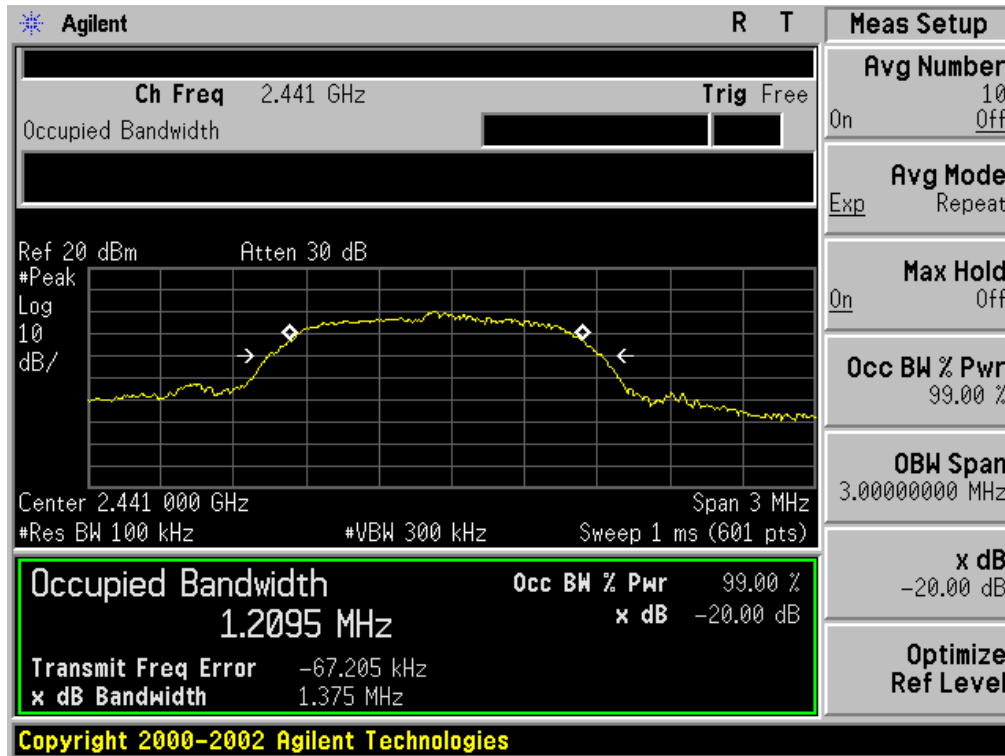 Agilent R T
Ch Freq 2.441 GHz Trig Free
Occupied Bandwidth
Ref 20 dBm Atten 30 dB
#Peak
Log
10
dB/
Center 2.441 000 GHz Span 3 MHz
#Res BW 100 kHz #VBW 300 kHz Sweep 1 ms (601 pts)
Occupied Bandwidth Occ BW % Pwr 99.00 %
1.2095 MHz x dB -20.00 dB
Transmit Freq Error -67.205 kHz
x dB Bandwidth 1.375 MHz
Copyright 2000-2002 Agilent Technologies
Meas Setup
Avg Number
10
On Off
Avg Mode
Exp Repeat
Max Hold
On Off
Occ BW % Pwr
99.00 %
OBW Span
3.00000000 MHz
x dB
-20.00 dB
Optimize
Ref Level